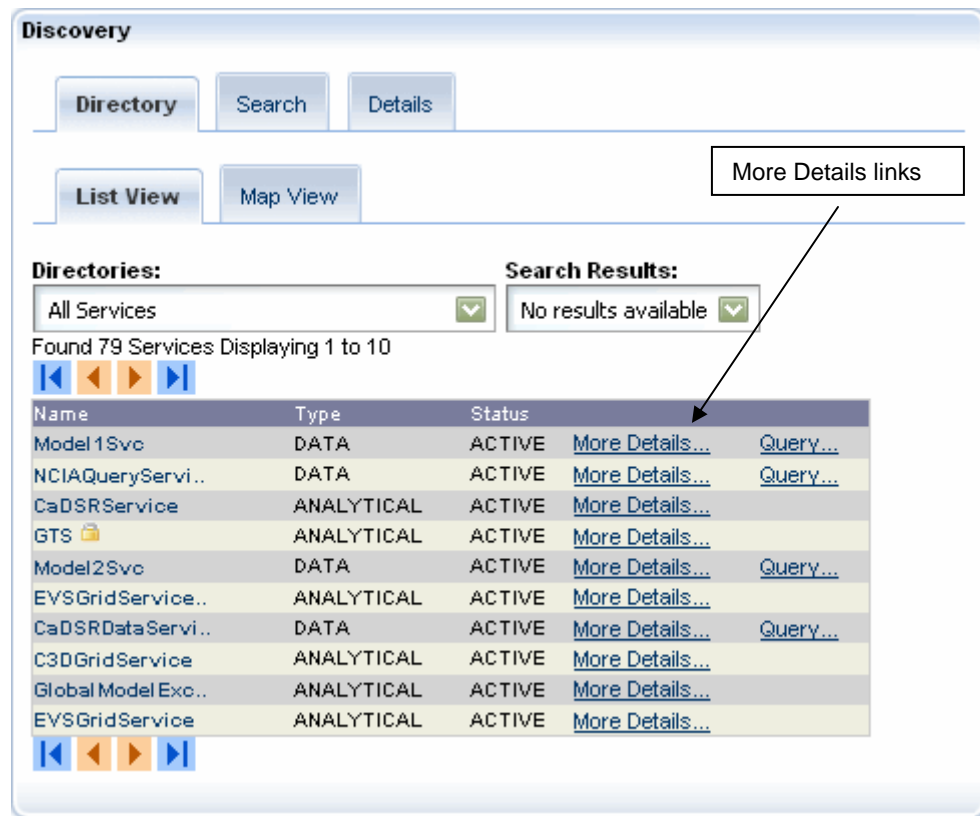 Discovery
Directory Search Details
More Details links
List View Map View
Directories: Search Results:
All Services No results available
Found 79 Services Displaying 1 to 10
Name Type Status
Model1Svc DATA ACTIVE More Details... Query...
NCIAQueryServi.. DATA ACTIVE More Details... Query...
CaDSRService ANALYTICAL ACTIVE More Details...
GTS ANALYTICAL ACTIVE More Details...
Model2Svc DATA ACTIVE More Details... Query...
EVSGridService.. ANALYTICAL ACTIVE More Details...
CaDSRDataServi.. DATA ACTIVE More Details... Query...
C3DGridService ANALYTICAL ACTIVE More Details...
Global Model Exc.. ANALYTICAL ACTIVE More Details...
EVSGridService ANALYTICAL ACTIVE More Details...